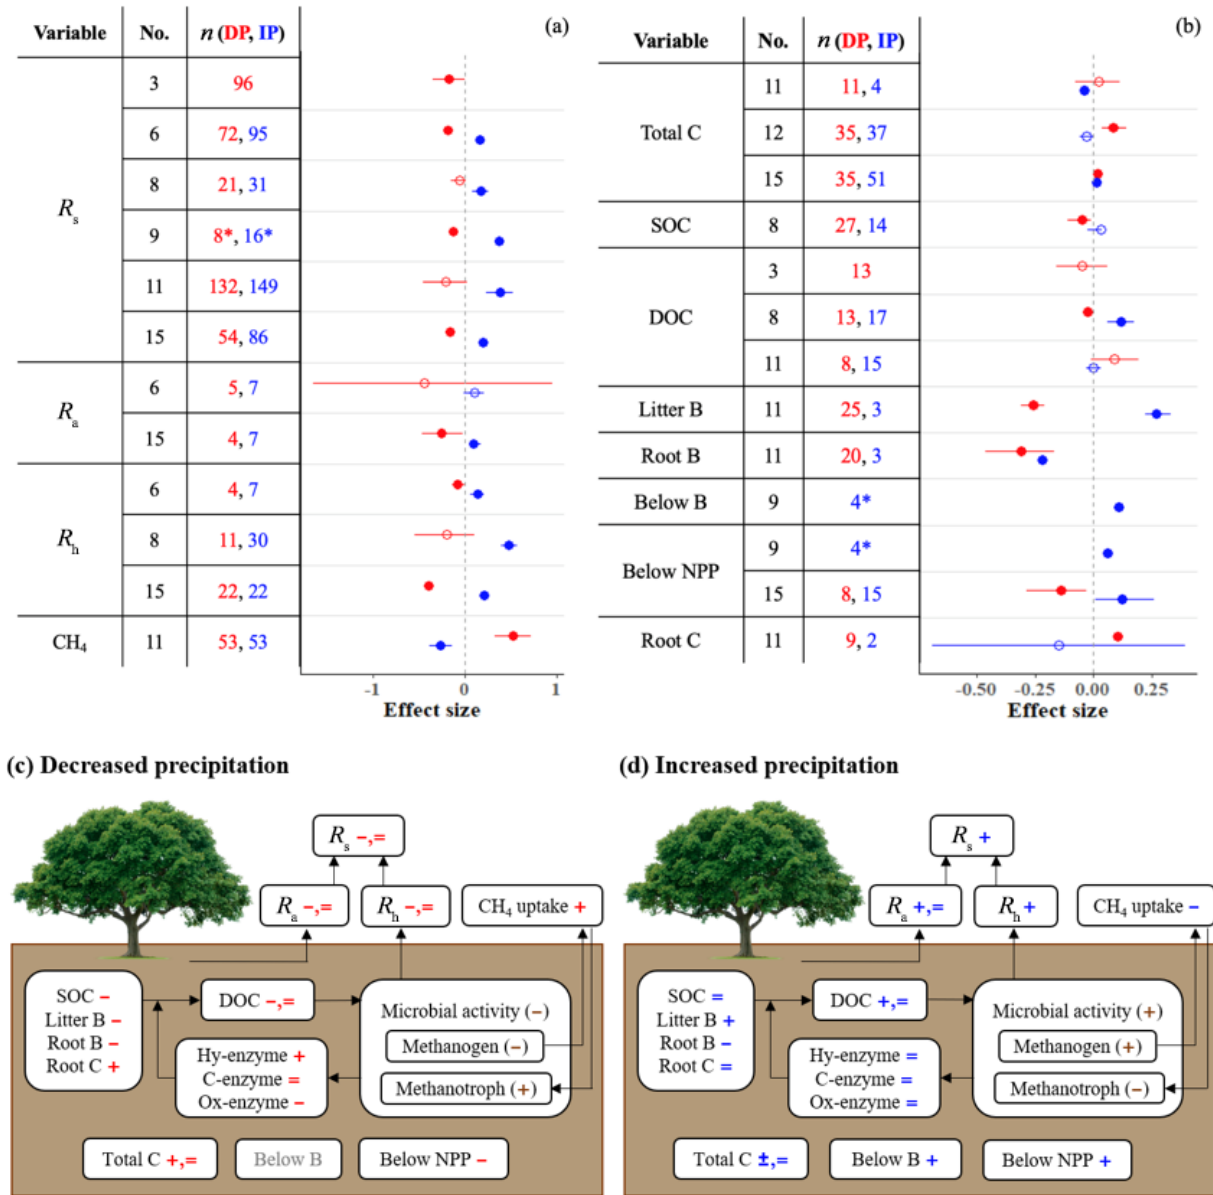 (a)
Variable No. n (DP, IP)
3 96
6 72, 95
8 21, 31
Rs
9 8*, 16*
11 132, 149
15 54, 86
6 5, 7
Ra
15 4, 7
6 4, 7
Rh 8 11, 30
15 22, 22
CH4 11 53, 53
-1 0 1
Effect size
(b)
Variable No. n (DP, IP)
11 11, 4
Total C 12 35, 37
15 35, 51
SOC 8 27, 14
3 13
DOC 8 13, 17
11 8, 15
Litter B 11 25, 3
Root B 11 20, 3
Below B 9 4*
9 4*
Below NPP
15 8, 15
Root C 11 9, 2
-0.50 -0.25 0.00 0.25
Effect size
(c) Decreased precipitation
Rs −,=
Ra −,=
Rh −,=
CH4 uptake +
SOC −
Litter B −
Root B −
Root C +
DOC −,=
Hy-enzyme +
C-enzyme =
Ox-enzyme −
Microbial activity (−)
Methanogen (−)
Methanotroph (+)
Total C +,=
Below B
Below NPP −
(d) Increased precipitation
Rs +
Ra +,=
Rh +
CH4 uptake −
SOC =
Litter B +
Root B −
Root C =
DOC +,=
Hy-enzyme =
C-enzyme =
Ox-enzyme =
Microbial activity (+)
Methanogen (+)
Methanotroph (−)
Total C ±,=
Below B +
Below NPP +